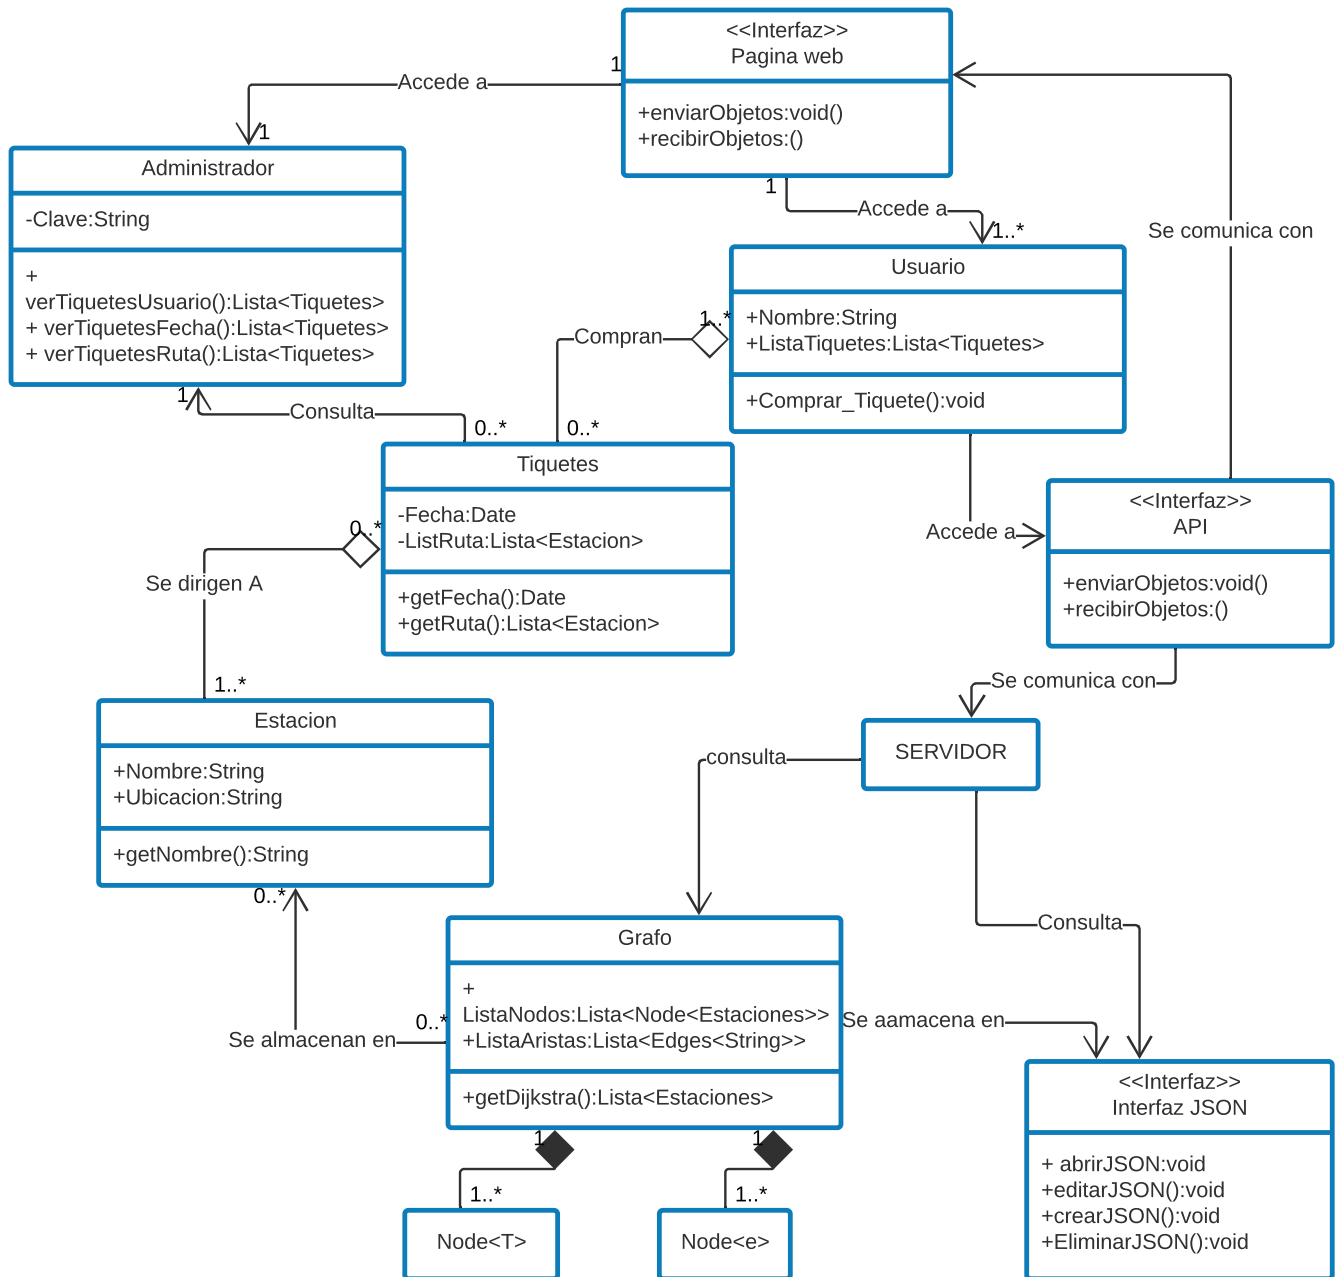 <<Interfaz>>
Pagina web
+enviarObjetos:void()
+recibirObjetos:()
1
Accede a
1
Administrador
-Clave:String
+
verTiquetesUsuario():Lista<Tiquetes>
+ verTiquetesFecha():Lista<Tiquetes>
+ verTiquetesRuta():Lista<Tiquetes>
1
Accede a
1..*
Se comunica con
Usuario
+Nombre:String
+ListaTiquetes:Lista<Tiquetes>
+Comprar_Tiquete():void
1..*
Compran
0..*
1
Consulta
0..*
Tiquetes
-Fecha:Date
-ListRuta:Lista<Estacion>
+getFecha():Date
+getRuta():Lista<Estacion>
Accede a
<<Interfaz>>
API
+enviarObjetos:void()
+recibirObjetos:()
0..*
Se dirigen A
1..*
Estacion
+Nombre:String
+Ubicacion:String
+getNombre():String
Se comunica con
SERVIDOR
consulta
Consulta
0..*
Se almacenan en
0..*
Grafo
+
ListaNodos:Lista<Node<Estaciones>>
+ListaAristas:Lista<Edges<String>>
+getDijkstra():Lista<Estaciones>
Se aamacena en
<<Interfaz>>
Interfaz JSON
+ abrirJSON:void
+editarJSON():void
+crearJSON():void
+EliminarJSON():void
1
1..*
Node<T>
1
1..*
Node<e>